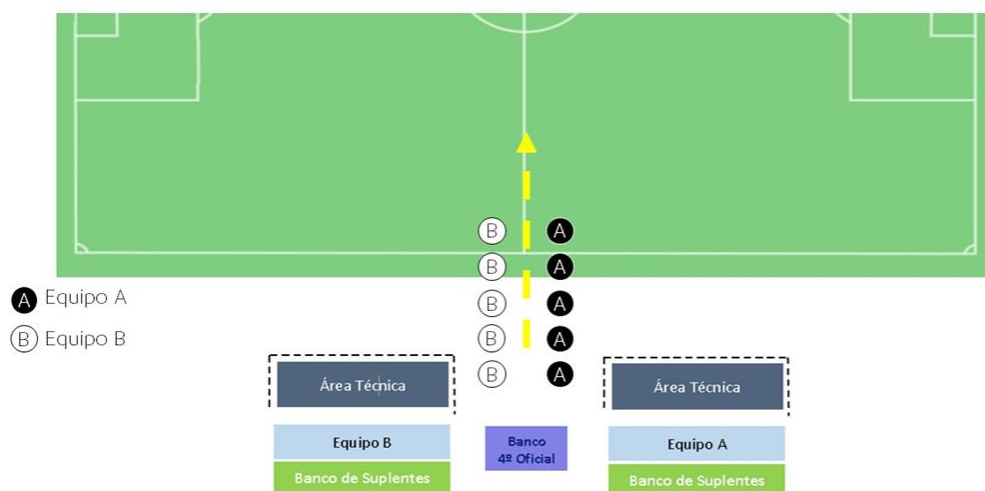 B A
B A
A Equipo A
B A
B Equipo B
B A
B A
Área Técnica
Área Técnica
Equipo B
Banco de Suplentes
Banco
4º Oficial
Equipo A
Banco de Suplentes